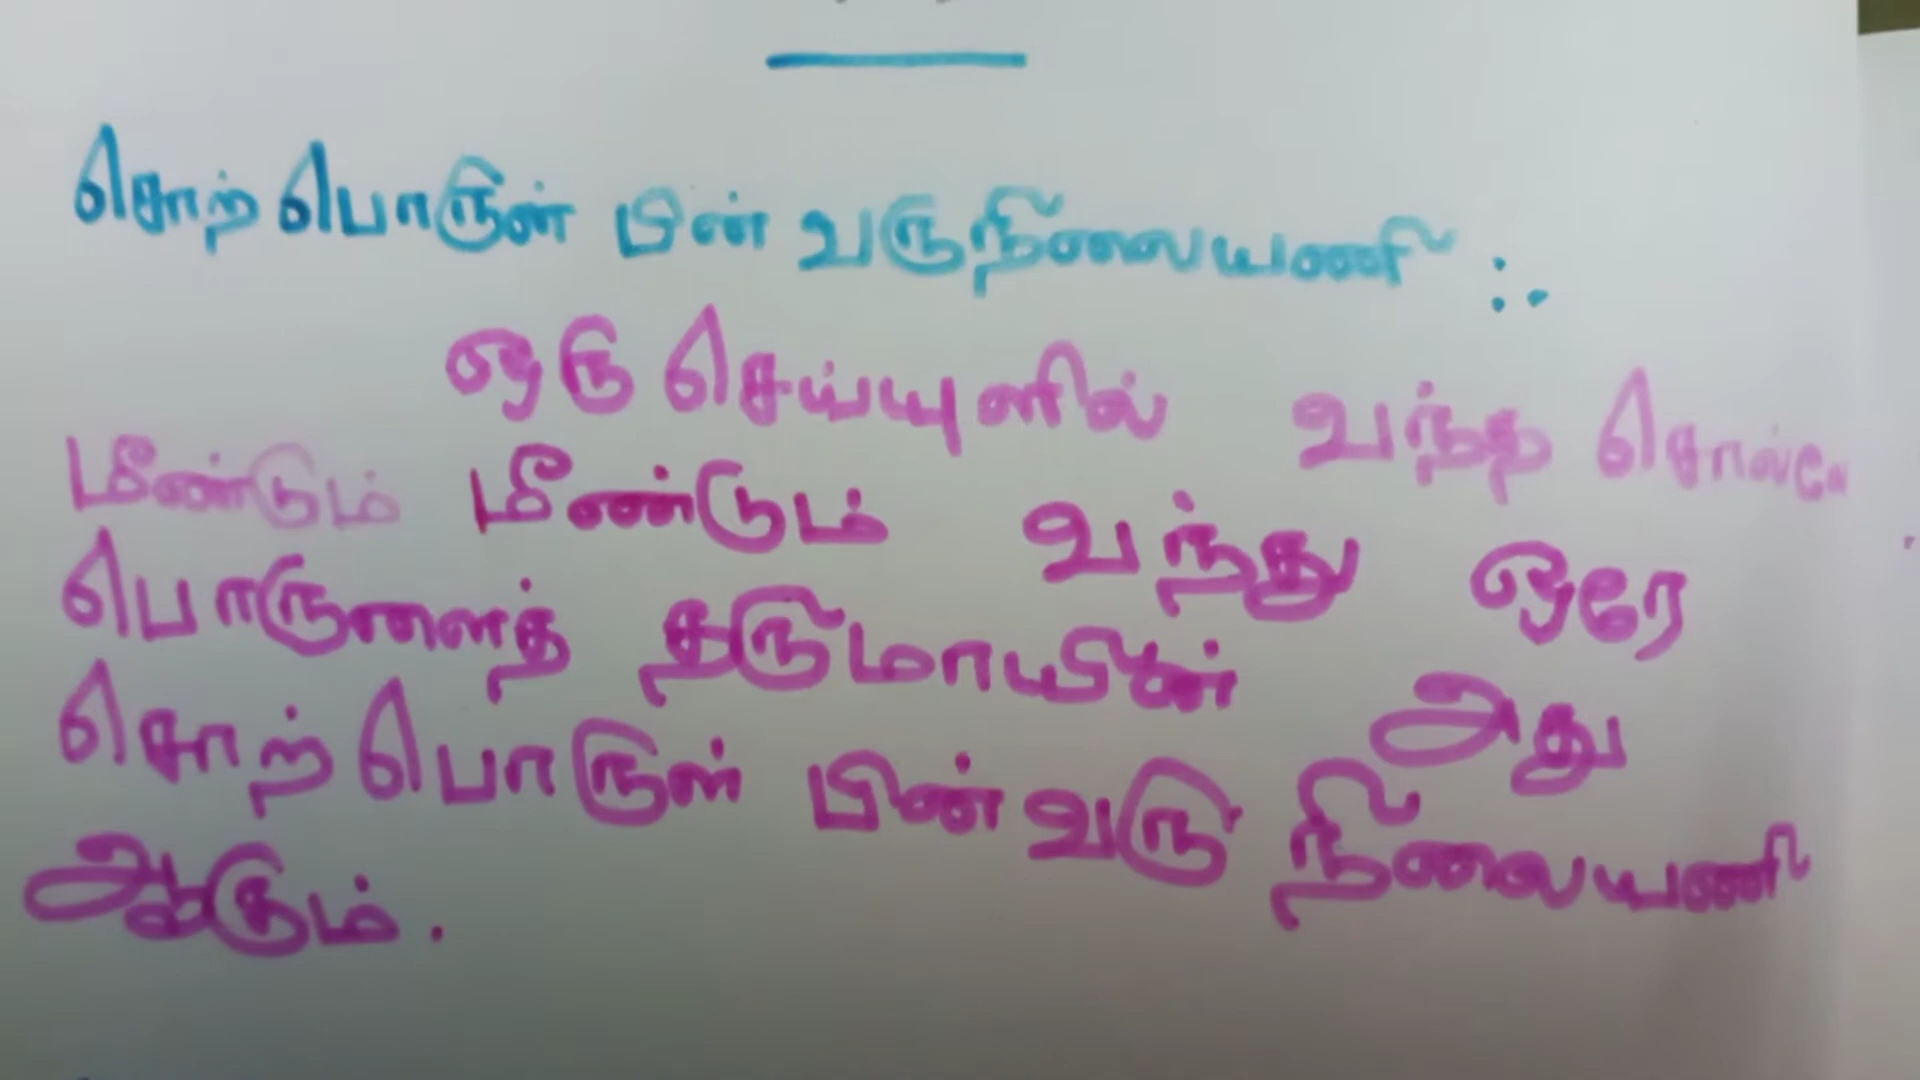 சொற்பொருள் பின்வருநிலையணி :-
ஒரு செய்யுளில் வந்த சொல்லே
மீண்டும் மீண்டும் வந்து ஒரே
பொருளைத் தருமாயின் அது
சொற்பொருள் பின்வரு நிலையணி
ஆகும்.